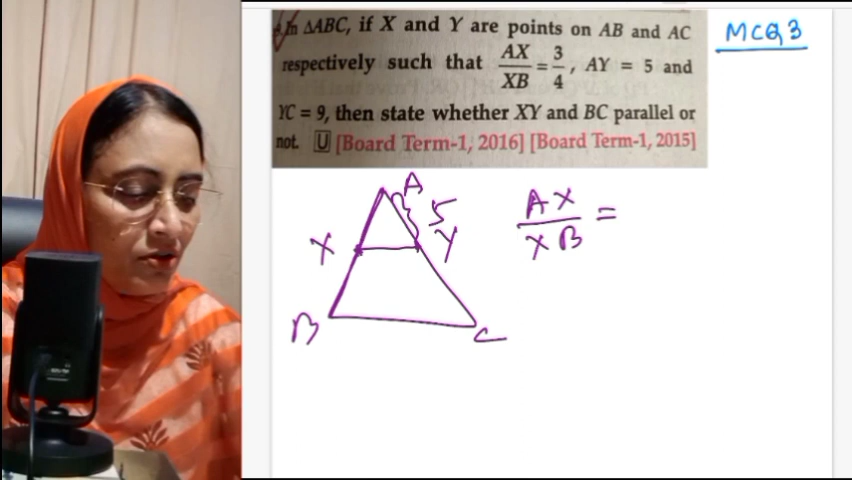 In ΔABC, if X and Y are points on AB and AC
respectively such that AX/XB = 3/4, AY = 5 and
YC = 9, then state whether XY and BC parallel or
not. U [Board Term-1, 2016] [Board Term-1, 2015]
MCQ 3
A
5
X
Y
B
C
AX/XB =